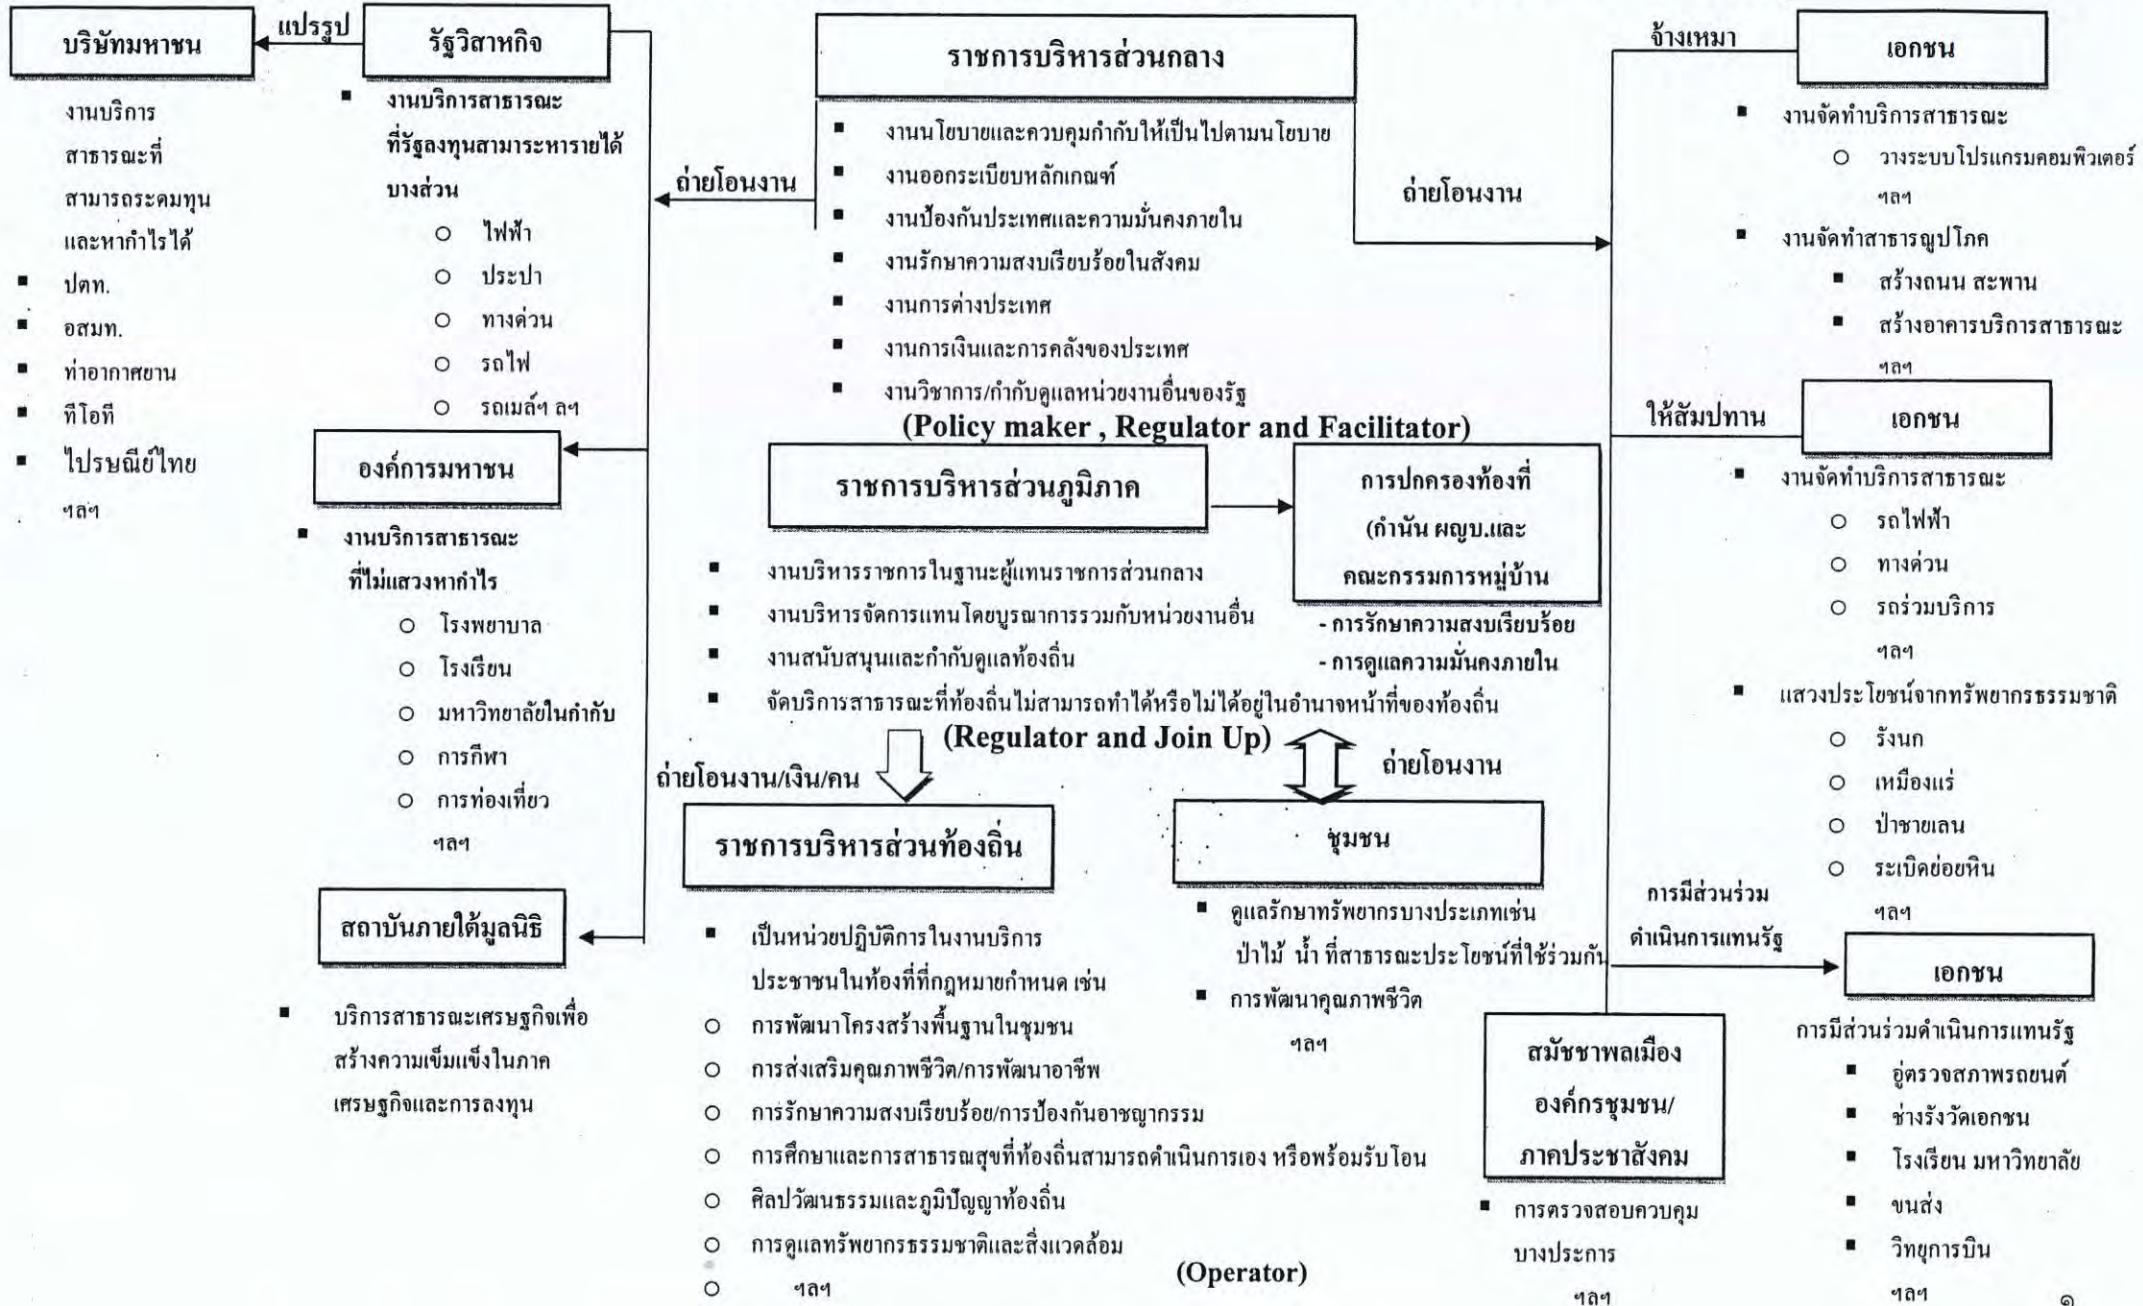 บริษัทมหาชน
แปรรูป
รัฐวิสาหกิจ
งานบริการ
สาธารณะที่
สามารถระดมทุน
และหากำไรได้
ปตท.
อสมท.
ท่าอากาศยาน
ทีโอที
ไปรษณีย์ไทย
ฯลฯ
งานบริการสาธารณะ
ที่รัฐลงทุนสามาระหารายได้
บางส่วน
ไฟฟ้า
ประปา
ทางด่วน
รถไฟ
รถเมล์ฯ ลฯ
องค์การมหาชน
งานบริการสาธารณะ
ที่ไม่แสวงหากำไร
โรงพยาบาล
โรงเรียน
มหาวิทยาลัยในกำกับ
การกีฬา
การท่องเที่ยว
ฯลฯ
สถาบันภายใต้มูลนิธิ
บริการสาธารณะเศรษฐกิจเพื่อ
สร้างความเข็มแข็งในภาค
เศรษฐกิจและการลงทุน
ถ่ายโอนงาน
ราชการบริหารส่วนกลาง
งานนโยบายและควบคุมกำกับให้เป็นไปตามนโยบาย
งานออกระเบียบหลักเกณฑ์
งานป้องกันประเทศและความมั่นคงภายใน
งานรักษาความสงบเรียบร้อยในสังคม
งานการต่างประเทศ
งานการเงินและการคลังของประเทศ
งานวิชาการ/กำกับดูแลหน่วยงานอื่นของรัฐ
(Policy maker , Regulator and Facilitator)
ถ่ายโอนงาน
ราชการบริหารส่วนภูมิภาค
การปกครองท้องที่
(กำนัน ผญบ.และ
คณะกรรมการหมู่บ้าน
- การรักษาความสงบเรียบร้อย
- การดูแลความมั่นคงภายใน
งานบริหารราชการในฐานะผู้แทนราชการส่วนกลาง
งานบริหารจัดการแทนโดยบูรณาการรวมกับหน่วยงานอื่น
งานสนับสนุนและกำกับดูแลท้องถิ่น
จัดบริการสาธารณะที่ท้องถิ่นไม่สามารถทำได้หรือไม่ได้อยู่ในอำนาจหน้าที่ของท้องถิ่น
(Regulator and Join Up)
ถ่ายโอนงาน/เงิน/คน
ถ่ายโอนงาน
ราชการบริหารส่วนท้องถิ่น
เป็นหน่วยปฏิบัติการในงานบริการ
ประชาชนในท้องที่ที่กฎหมายกำหนด เช่น
การพัฒนาโครงสร้างพื้นฐานในชุมชน
การส่งเสริมคุณภาพชีวิต/การพัฒนาอาชีพ
การรักษาความสงบเรียบร้อย/การป้องกันอาชญากรรม
การศึกษาและการสาธารณสุขที่ท้องถิ่นสามารถดำเนินการเอง หรือพร้อมรับโอน
ศิลปวัฒนธรรมและภูมิปัญญาท้องถิ่น
การดูแลทรัพยากรธรรมชาติและสิ่งแวดล้อม
ฯลฯ
(Operator)
ชุมชน
ดูแลรักษาทรัพยากรบางประเภทเช่น
ป่าไม้ น้ำ ที่สาธารณะประโยชน์ที่ใช้ร่วมกัน
การพัฒนาคุณภาพชีวิต
ฯลฯ
สมัชชาพลเมือง
องค์กรชุมชน/
ภาคประชาสังคม
การตรวจสอบควบคุม
บางประการ
ฯลฯ
จ้างเหมา
เอกชน
งานจัดทำบริการสาธารณะ
วางระบบโปรแกรมคอมพิวเตอร์
ฯลฯ
งานจัดทำสาธารณูปโภค
สร้างถนน สะพาน
สร้างอาคารบริการสาธารณะ
ฯลฯ
ให้สัมปทาน
เอกชน
งานจัดทำบริการสาธารณะ
รถไฟฟ้า
ทางด่วน
รถร่วมบริการ
ฯลฯ
แสวงประโยชน์จากทรัพยากรธรรมชาติ
รังนก
เหมืองแร่
ป่าชายเลน
ระเบิดย่อยหิน
ฯลฯ
การมีส่วนร่วม
ดำเนินการแทนรัฐ
เอกชน
การมีส่วนร่วมดำเนินการแทนรัฐ
อู่ตรวจสภาพรถยนต์
ช่างรังวัดเอกชน
โรงเรียน มหาวิทยาลัย
ขนส่ง
วิทยุการบิน
ฯลฯ
๑